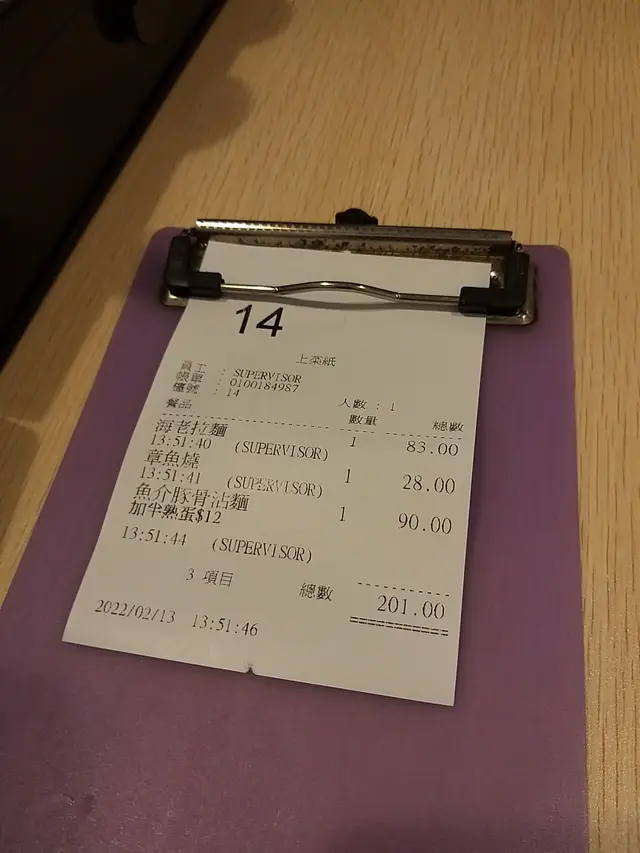 14
上菜紙
員工 : SUPERVISOR
帳單 : 0100184987
檯號 : 14
人數 : 1
餐品 數量 總數
海老拉麵 1 83.00
13:51:40 (SUPERVISOR)
章魚燒 1 28.00
13:51:41 (SUPERVISOR)
魚介豚骨沾麵 1 90.00
加半熟蛋$12
13:51:44 (SUPERVISOR)
3 項目 總數 201.00
2022/02/13 13:51:46